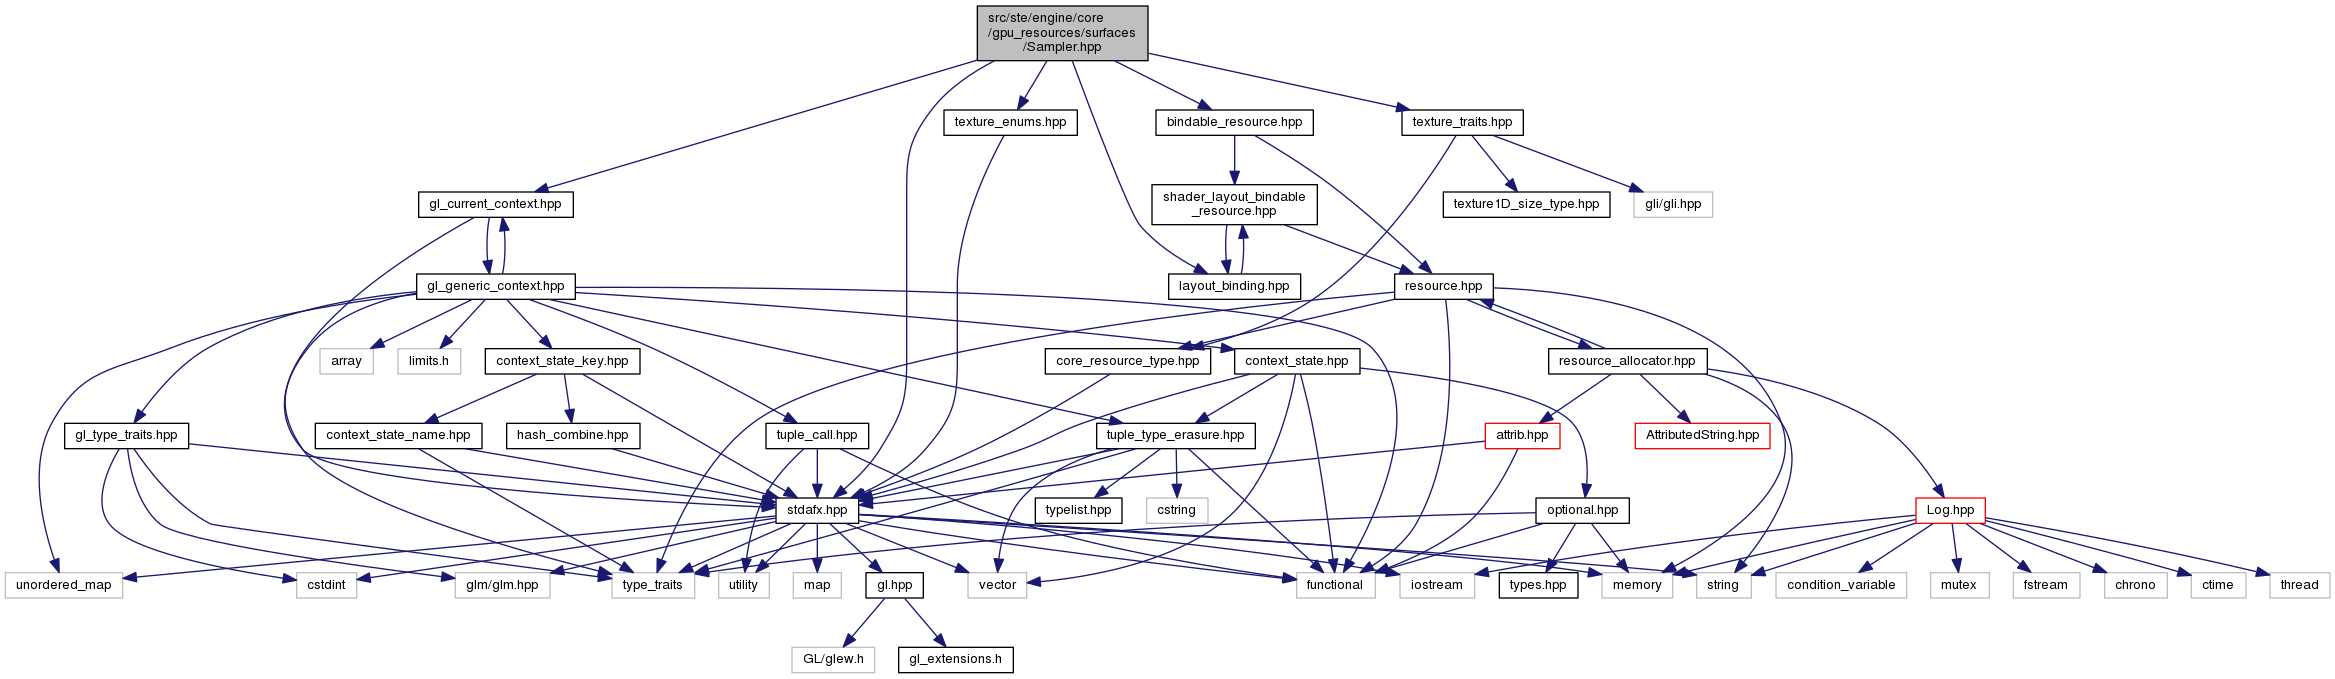 src/ste/engine/core
/gpu_resources/surfaces
/Sampler.hpp
texture_enums.hpp
bindable_resource.hpp
texture_traits.hpp
gl_current_context.hpp
shader_layout_bindable
_resource.hpp
texture1D_size_type.hpp
gli/gli.hpp
gl_generic_context.hpp
layout_binding.hpp
resource.hpp
array
limits.h
context_state_key.hpp
core_resource_type.hpp
context_state.hpp
resource_allocator.hpp
gl_type_traits.hpp
context_state_name.hpp
hash_combine.hpp
tuple_call.hpp
tuple_type_erasure.hpp
attrib.hpp
AttributedString.hpp
stdafx.hpp
typelist.hpp
cstring
optional.hpp
Log.hpp
unordered_map
cstdint
glm/glm.hpp
type_traits
utility
map
gl.hpp
vector
functional
iostream
types.hpp
memory
string
condition_variable
mutex
fstream
chrono
ctime
thread
GL/glew.h
gl_extensions.h